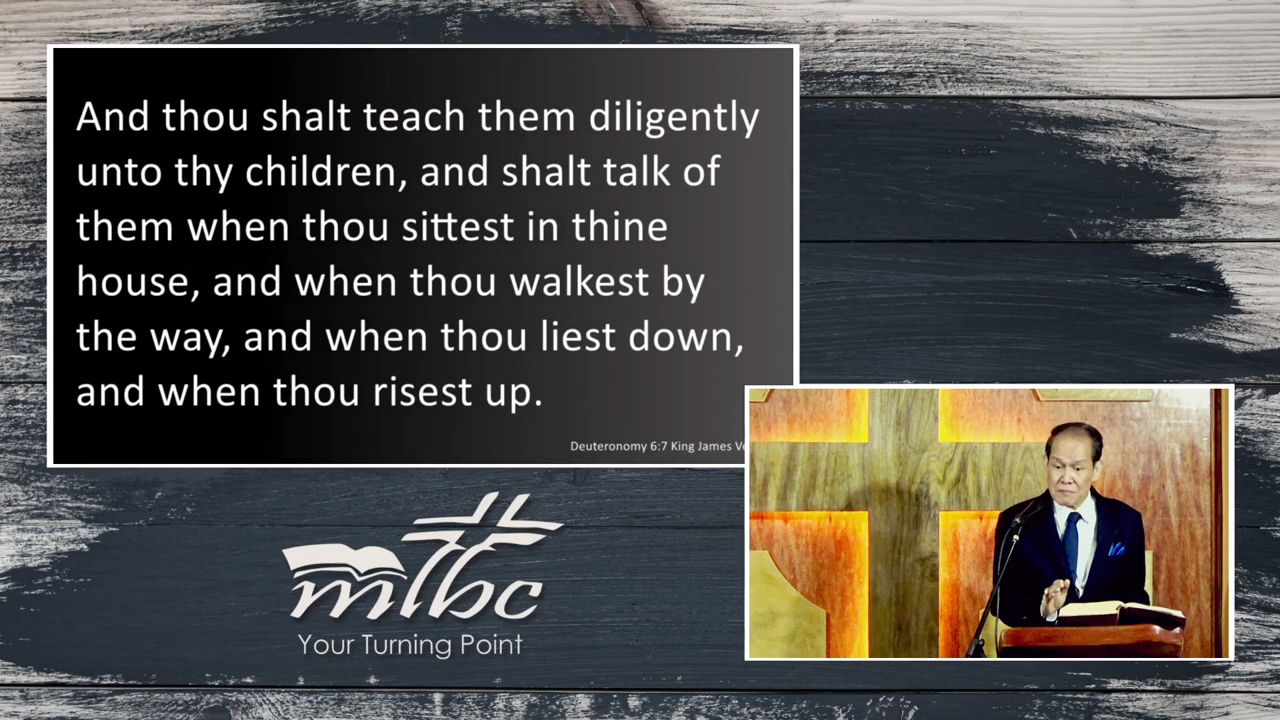 And thou shalt teach them diligently
unto thy children, and shalt talk of
them when thou sittest in thine
house, and when thou walkest by
the way, and when thou liest down,
and when thou risest up.
Deuteronomy 6:7 King James
mlbc
Your Turning Point